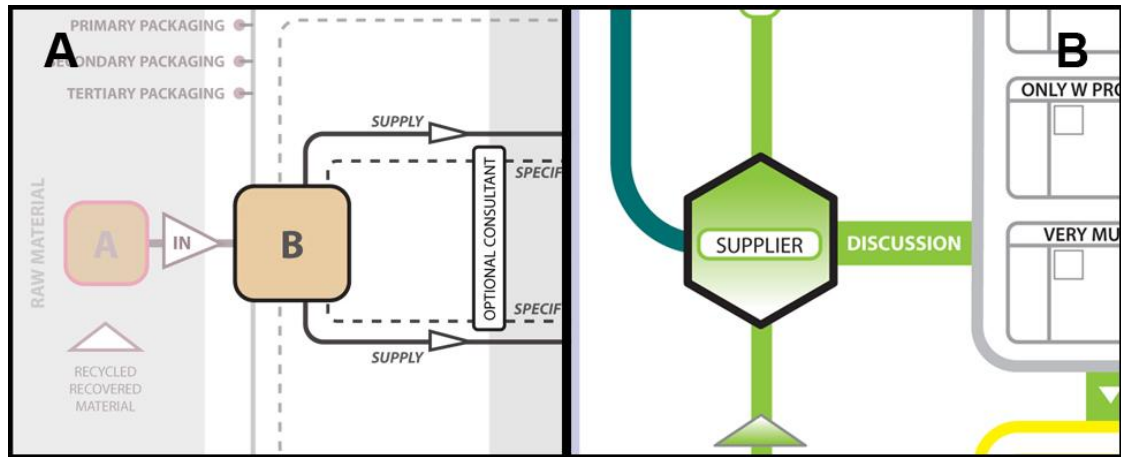 A
PRIMARY PACKAGING
SECONDARY PACKAGING
TERTIARY PACKAGING
SUPPLY
SPECIF
RAW MATERIAL
A
IN
B
OPTIONAL CONSULTANT
SPECIF
SUPPLY
RECYCLED
RECOVERED
MATERIAL
B
ONLY W PRO
SUPPLIER
DISCUSSION
VERY MU